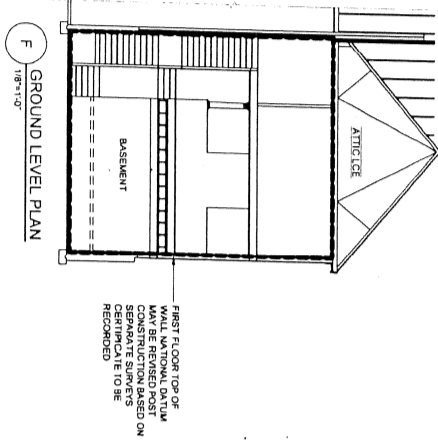 ATTIC LCE
BASEMENT
FIRST FLOOR TOP OF
WALL NATIONAL DATUM
MAY BE REVISED POST
CONSTRUCTION BASED ON
SEPARATE SURVEYS
CERTIFICATE TO BE
RECORDED
F
GROUND LEVEL PLAN
1/8"=1'-0"